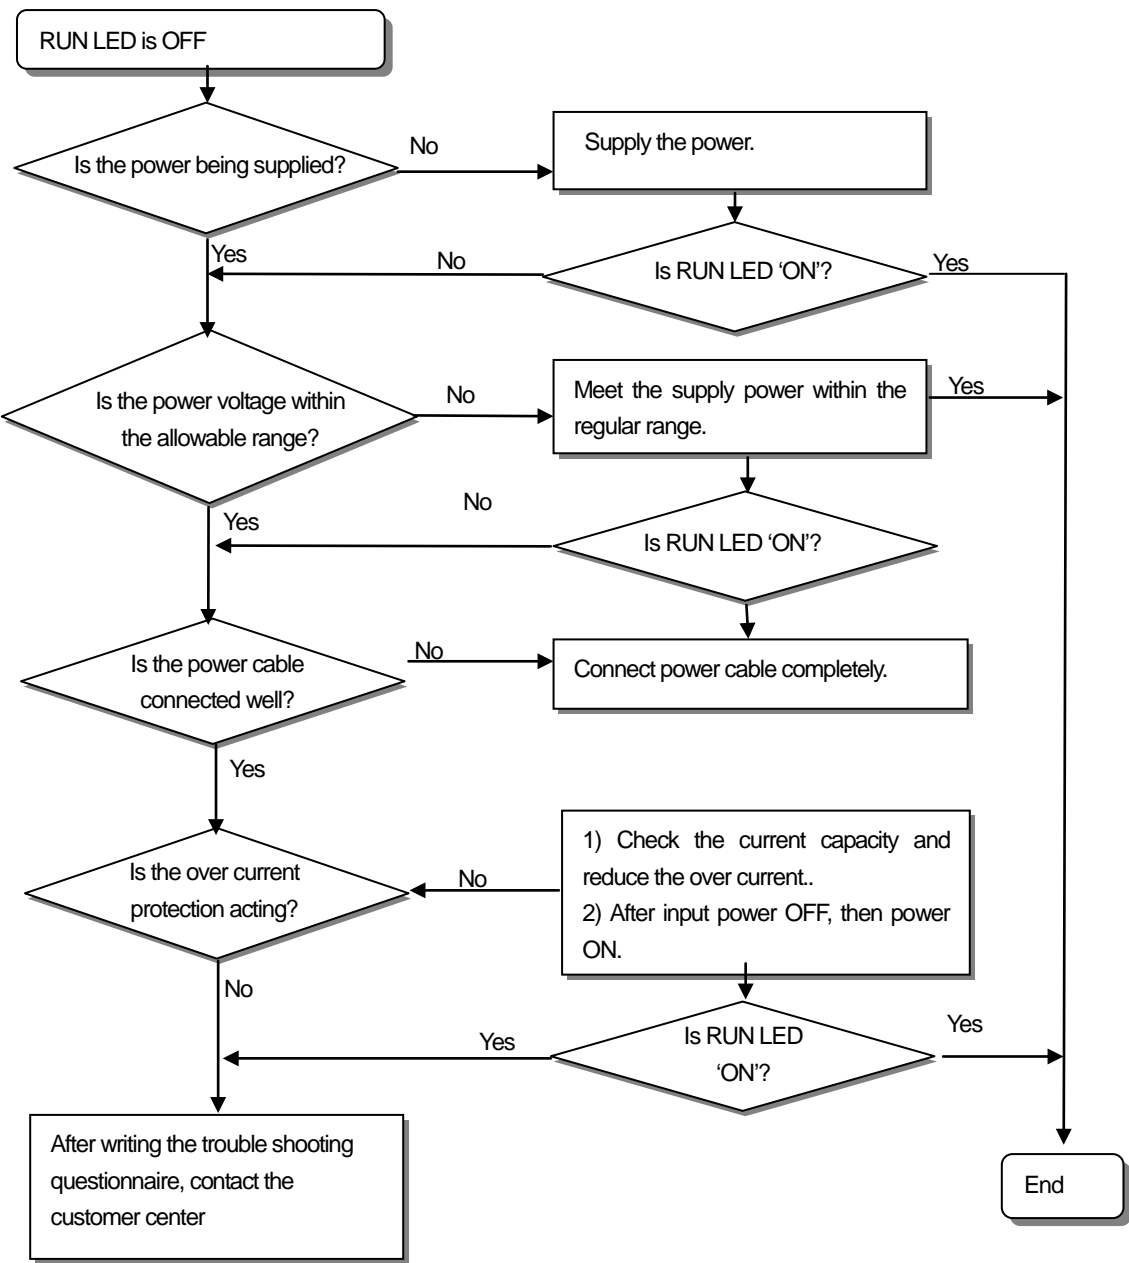 RUN LED is OFF
Is the power being supplied?
No
Supply the power.
Yes
No
Is RUN LED ‘ON’?
Yes
Is the power voltage within
the allowable range?
No
Meet the supply power within the
regular range.
Yes
No
Yes
Is RUN LED ‘ON’?
Is the power cable
connected well?
No
Connect power cable completely.
Yes
Is the over current
protection acting?
No
1) Check the current capacity and
reduce the over current..
2) After input power OFF, then power
ON.
No
Yes
Is RUN LED
‘ON’?
Yes
After writing the trouble shooting
questionnaire, contact the
customer center
End